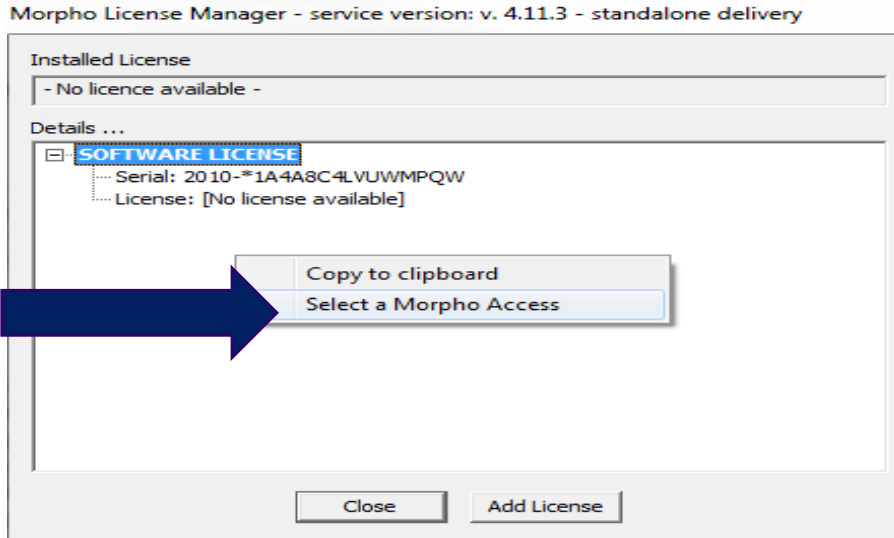 Morpho License Manager - service version: v. 4.11.3 - standalone delivery
Installed License
- No licence available -
Details ...
SOFTWARE LICENSE
Serial: 2010-*1A4A8C4LVUWMPQW
License: [No license available]
Copy to clipboard
Select a Morpho Access
Close
Add License